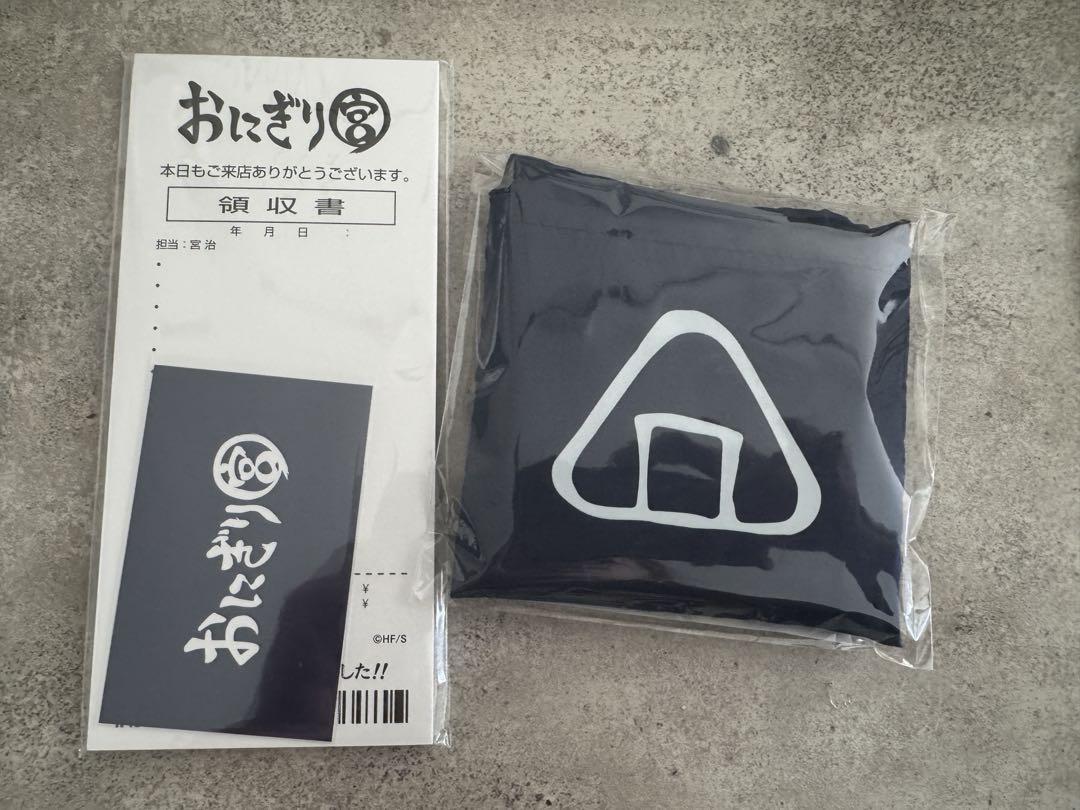 おにぎり宮
本日もご来店ありがとうございます。
領収書
年 月 日 :
担当:宮 治
¥
¥
©HF/S
した!!
おにぎり宮